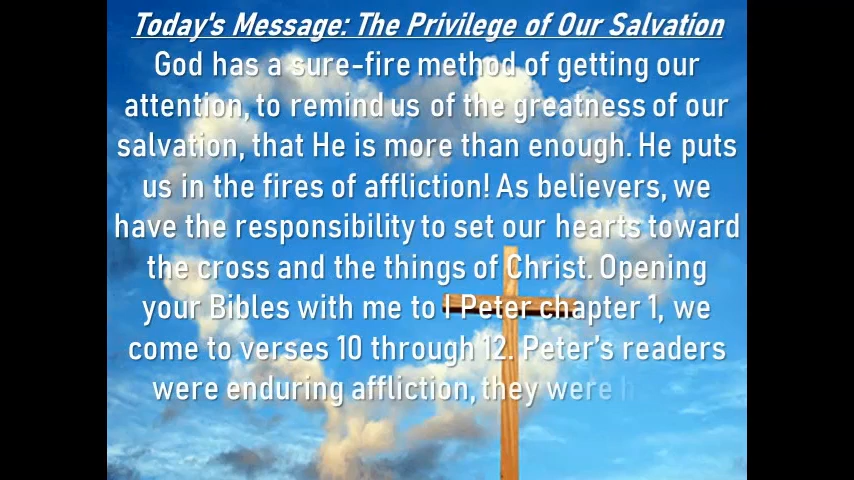 Today's Message: The Privilege of Our Salvation
God has a sure-fire method of getting our
attention, to remind us of the greatness of our
salvation, that He is more than enough. He puts
us in the fires of affliction! As believers, we
have the responsibility to set our hearts toward
the cross and the things of Christ. Opening
your Bibles with me to I Peter chapter 1, we
come to verses 10 through 12. Peter’s readers
were enduring affliction, they were